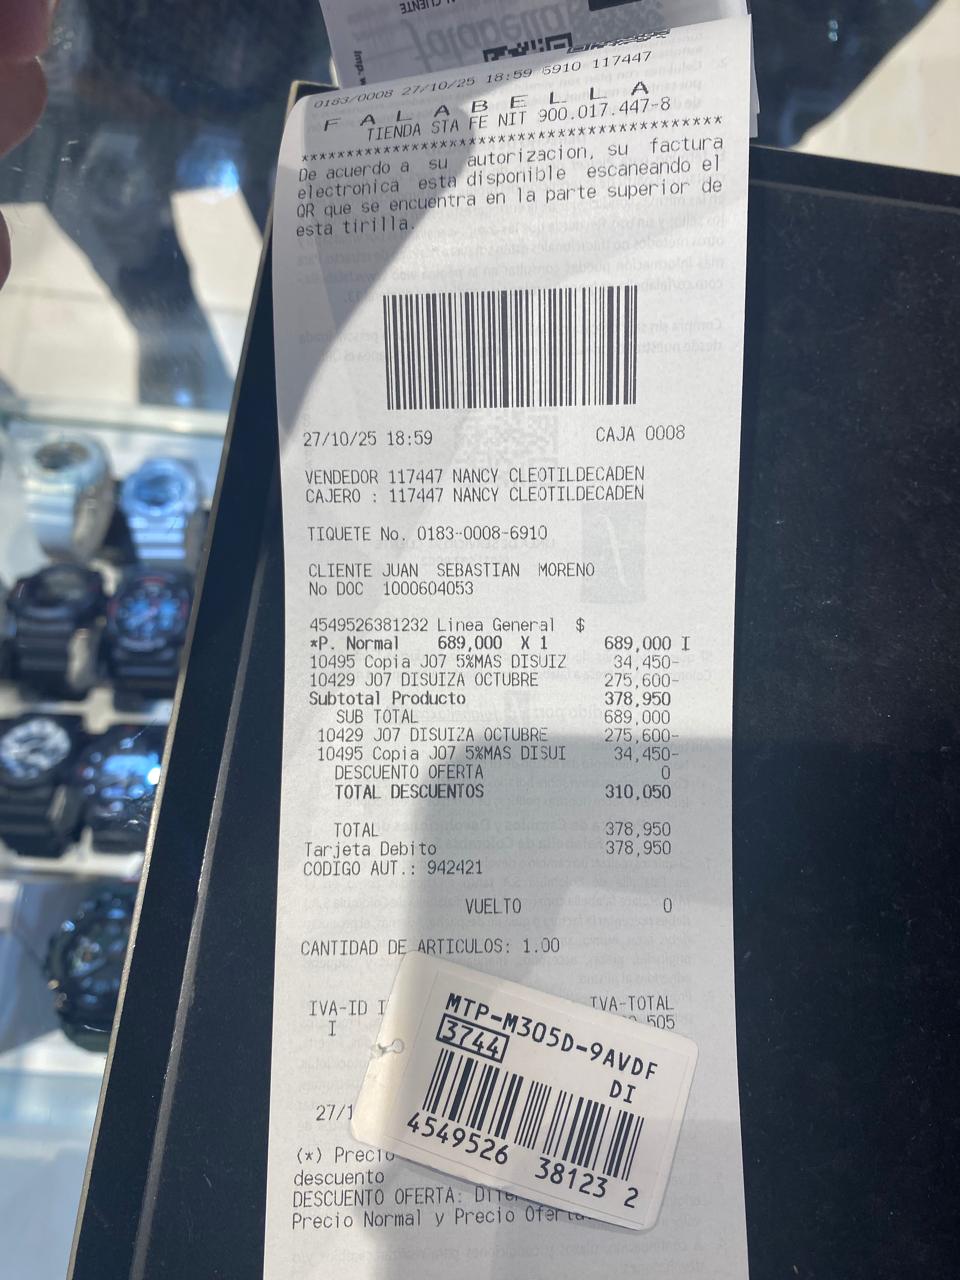 0183/0008 27/10/25 18:59 6910 117447
F A L A B E L L A
TIENDA STA FE NIT 900.017.447-8
****************************************
De acuerdo a su autorizacion, su factura
electronica esta disponible escaneando el
QR que se encuentra en la parte superior de
esta tirilla.
27/10/25 18:59 CAJA 0008
VENDEDOR 117447 NANCY CLEOTILDECADEN
CAJERO : 117447 NANCY CLEOTILDECADEN
TIQUETE No. 0183-0008-6910
CLIENTE JUAN SEBASTIAN MORENO
No DOC 1000604053
4549526381232 Linea General $
*P. Normal 689,000 X 1 689,000 I
10495 Copia J07 5%MAS DISUIZ 34,450-
10429 J07 DISUIZA OCTUBRE 275,600-
Subtotal Producto 378,950
SUB TOTAL 689,000
10429 J07 DISUIZA OCTUBRE 275,600-
10495 Copia J07 5%MAS DISUI 34,450-
DESCUENTO OFERTA 0
TOTAL DESCUENTOS 310,050
TOTAL 378,950
Tarjeta Debito 378,950
CODIGO AUT.: 942421
VUELTO 0
CANTIDAD DE ARTICULOS: 1.00
IVA-ID I IVA-TOTAL
I 505
MTP-M305D-9AVDF
3744 DI
4549526 38123 2
27/1
(*) Precio
descuento
DESCUENTO OFERTA:
Precio Normal y Precio Oferta